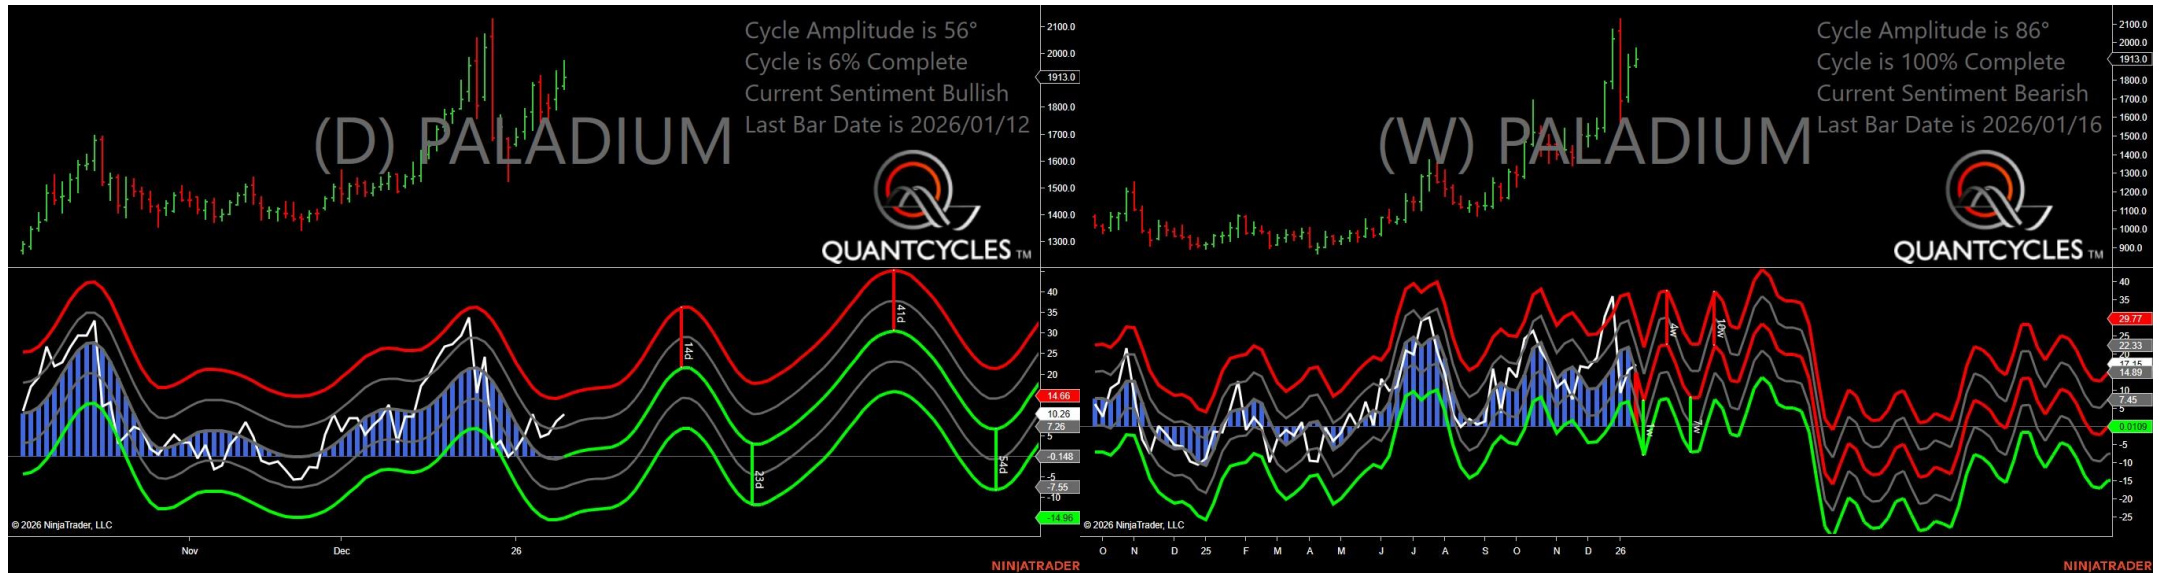 Cycle Amplitude is 56°
Cycle is 6% Complete
Current Sentiment Bullish
Last Bar Date is 2026/01/12
(D) PALADIUM
QUANTCYCLES TM
2100.0
2000.0
1913.0
1800.0
1700.0
1600.0
1500.0
1400.0
1300.0
14d
23d
41d
54d
40
35
30
25
20
14.66
10.26
7.26
5
-0.148
-5
-7.55
-10
-14.96
© 2026 NinjaTrader, LLC
Nov
Dec
26
NINJATRADER
Cycle Amplitude is 86°
Cycle is 100% Complete
Current Sentiment Bearish
Last Bar Date is 2026/01/16
(W) PALADIUM
QUANTCYCLES TM
2100.0
2000.0
1913.0
1800.0
1700.0
1600.0
1500.0
1400.0
1300.0
1200.0
1100.0
1000.0
900.0
1w
4w
7w
10w
40
35
29.77
25
22.33
20
17.15
14.89
10
7.45
5
0.0109
-5
-10
-15
-20
-25
© 2026 NinjaTrader, LLC
O N D 25 F M A M J J A S O N D 26
NINJATRADER